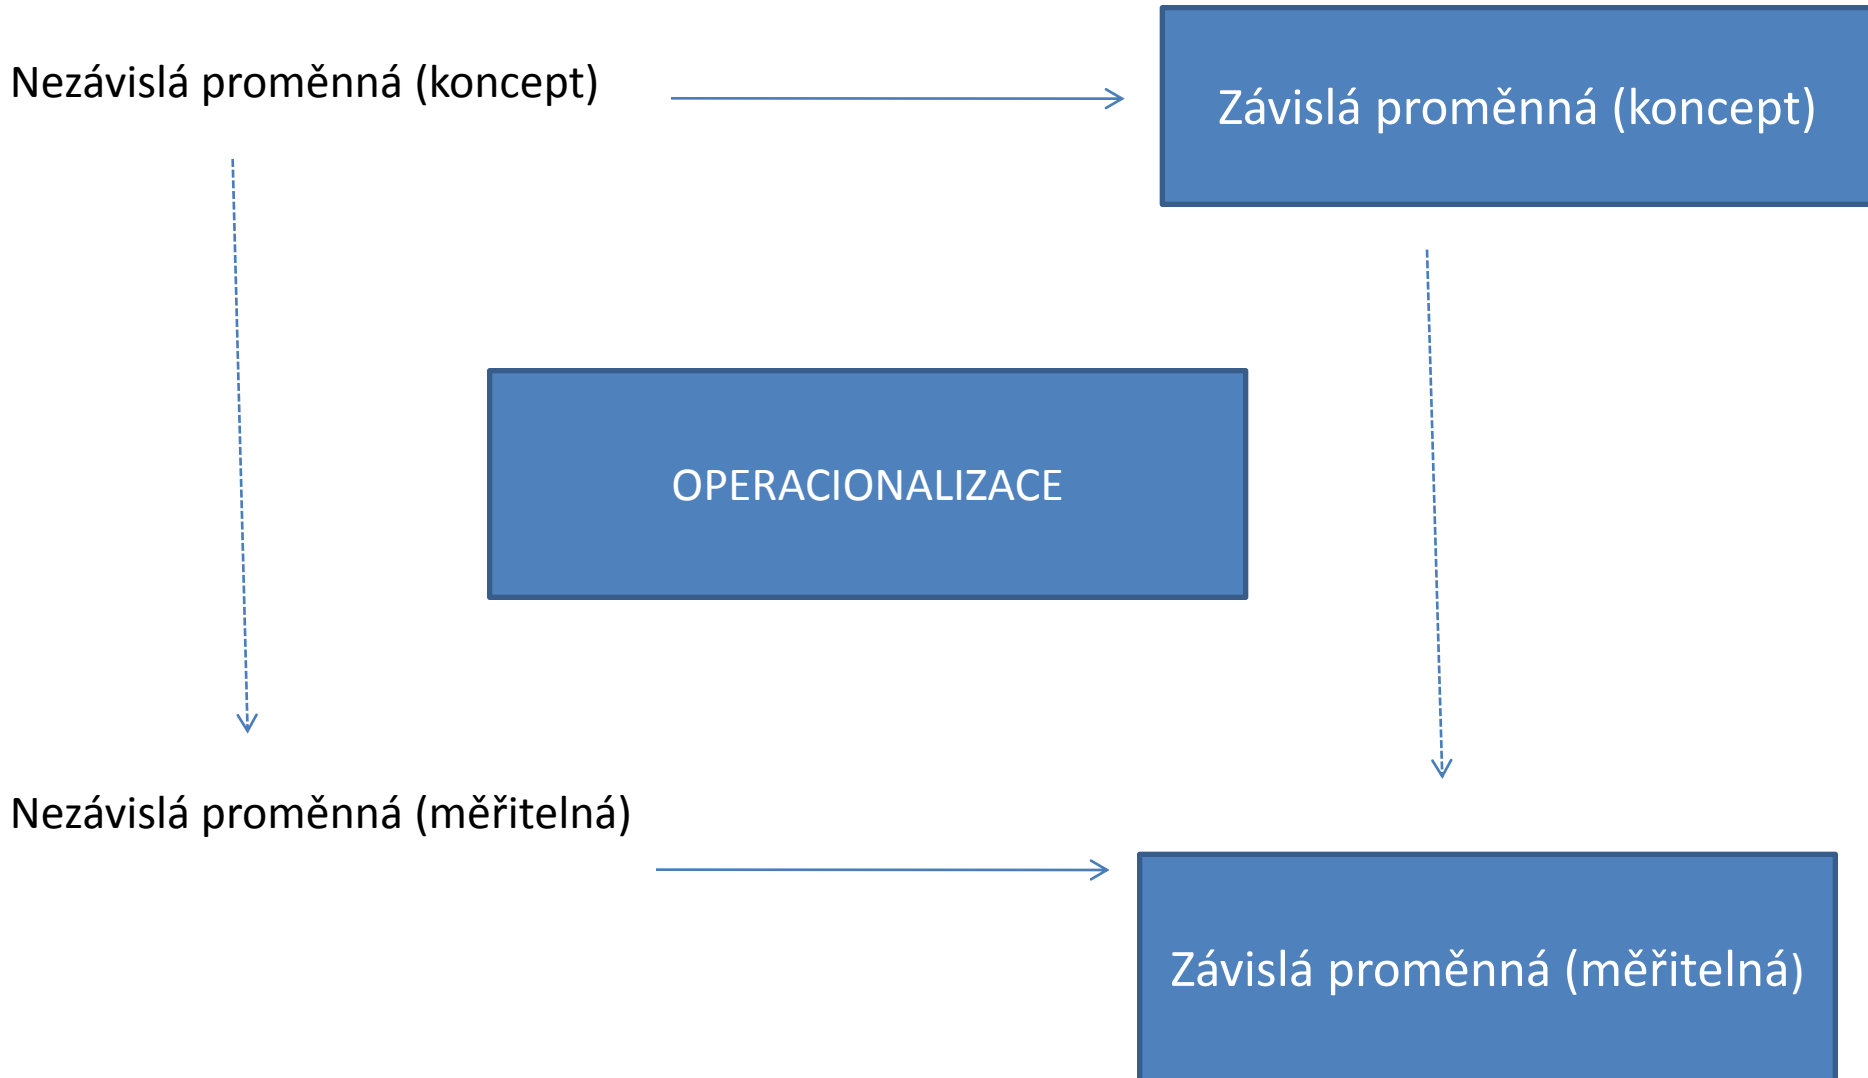 Nezávislá proměnná (koncept)
Závislá proměnná (koncept)
OPERACIONALIZACE
Nezávislá proměnná (měřitelná)
Závislá proměnná (měřitelná)